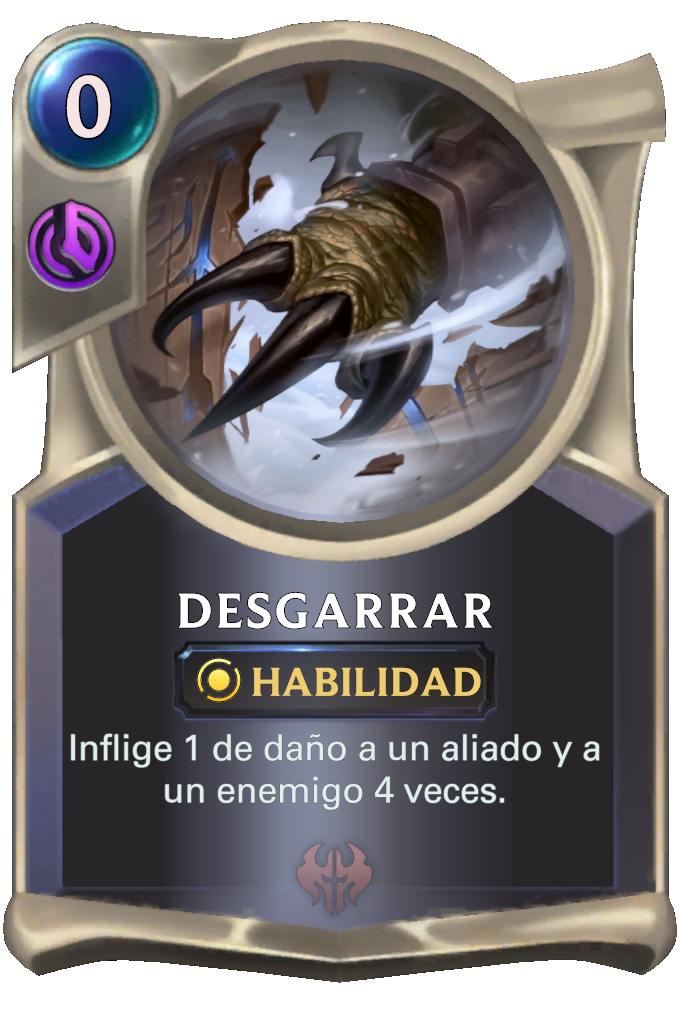 0
DESGARRAR
HABILIDAD
Inflige 1 de daño a un aliado y a
un enemigo 4 veces.